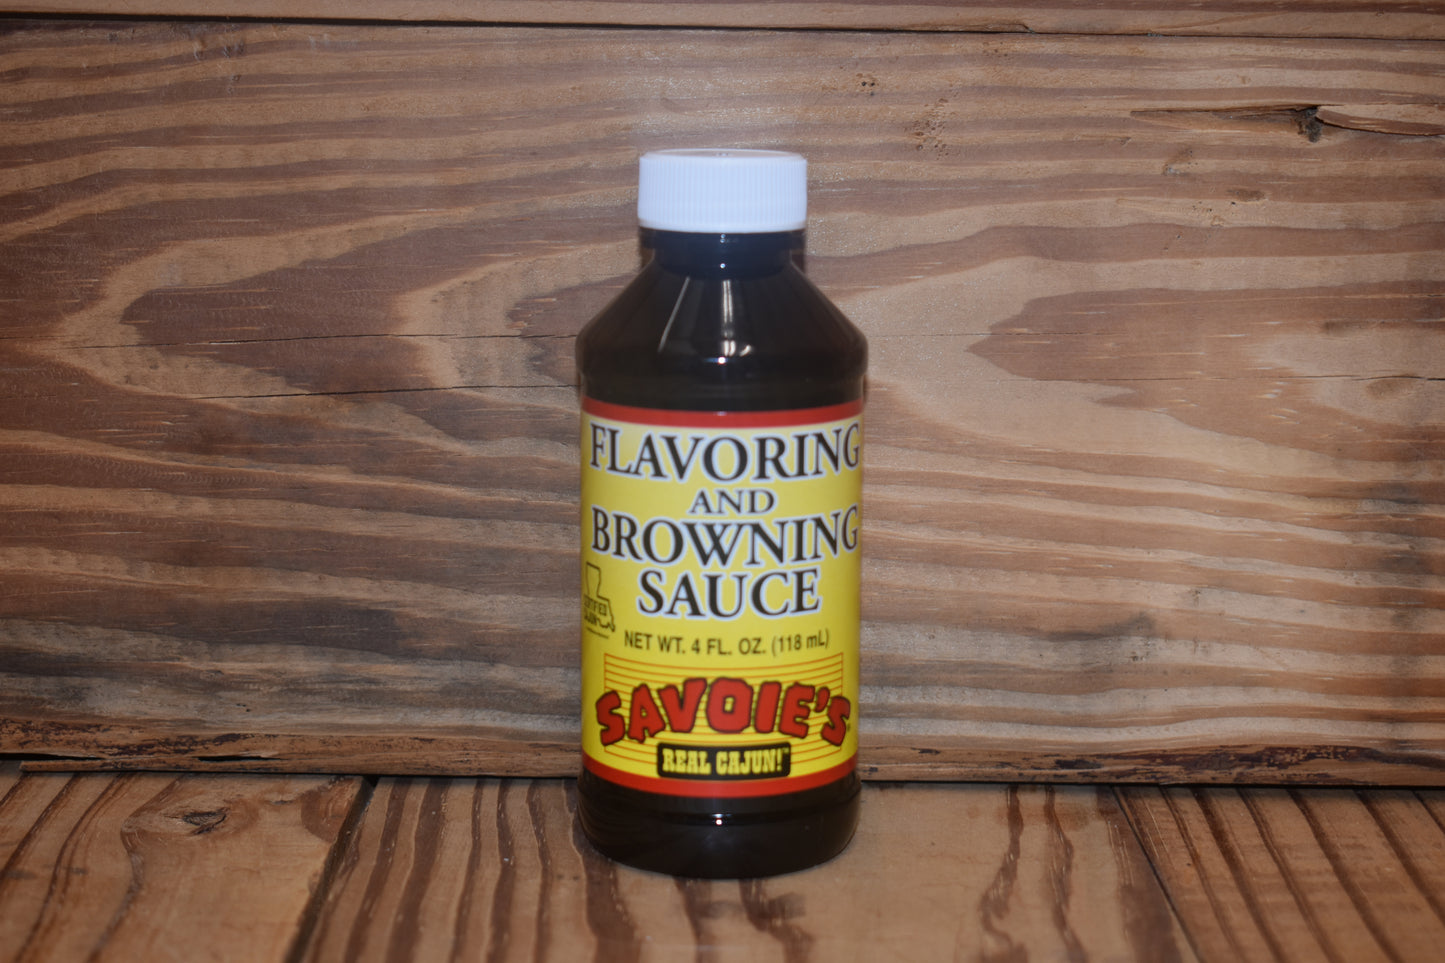 FLAVORING
AND
BROWNING
SAUCE
NET WT. 4 FL. OZ. (118 mL)
SAVOIE'S
REAL CAJUN!